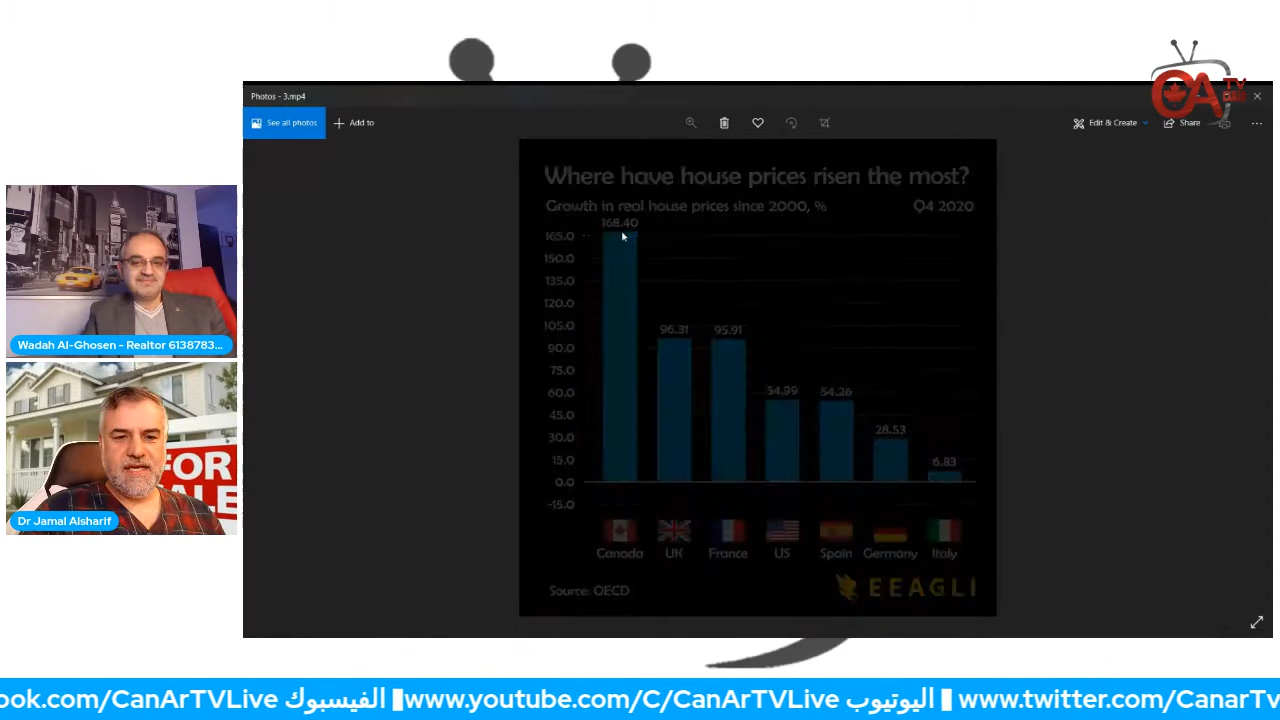 TV
Photos - 3.mp4
See all photos
Add to
Edit & Create
Share
Where have house prices risen the most?
Growth in real house prices since 2000, %
Q4 2020
168.40
165.0
150.0
135.0
120.0
105.0
96.31
95.91
90.0
75.0
60.0
54.99
54.26
45.0
30.0
28.53
15.0
6.83
0.0
-15.0
Canada
UK
France
US
Spain
Germany
Italy
Source: OECD
EEAGLI
Wadah Al-Ghosen - Realtor 6138783...
FOR
SALE
Dr Jamal Alsharif
ook.com/CanArTVLive الفيسبوك www.youtube.com/C/CanArTVLive اليوتيوب www.twitter.com/CanarTV